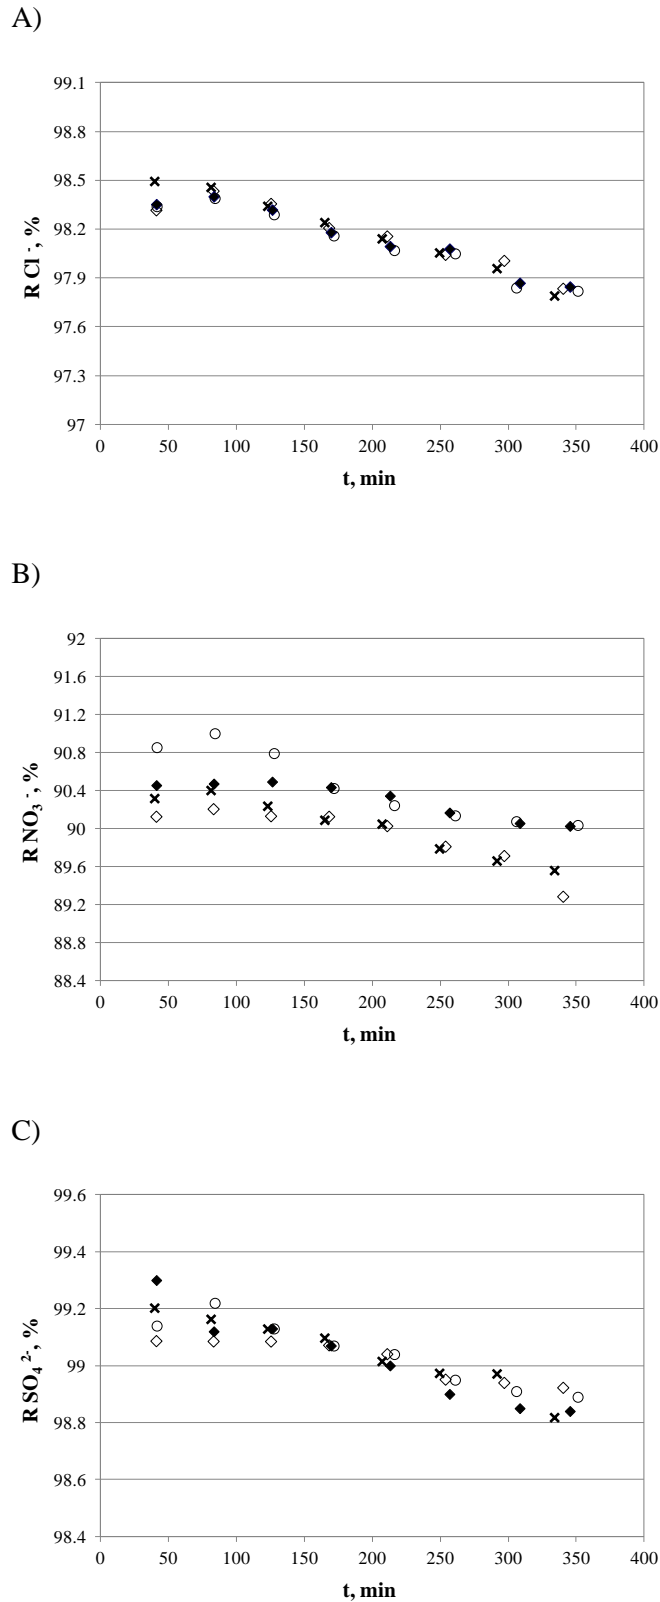 A)
99.1
98.8
98.5
98.2
97.9
97.6
97.3
97
R Cl -, %
0 50 100 150 200 250 300 350 400
t, min
B)
92
91.6
91.2
90.8
90.4
90
89.6
89.2
88.8
88.4
R NO3 -, %
0 50 100 150 200 250 300 350 400
t, min
C)
99.6
99.4
99.2
99
98.8
98.6
98.4
R SO4 2-, %
0 50 100 150 200 250 300 350 400
t, min